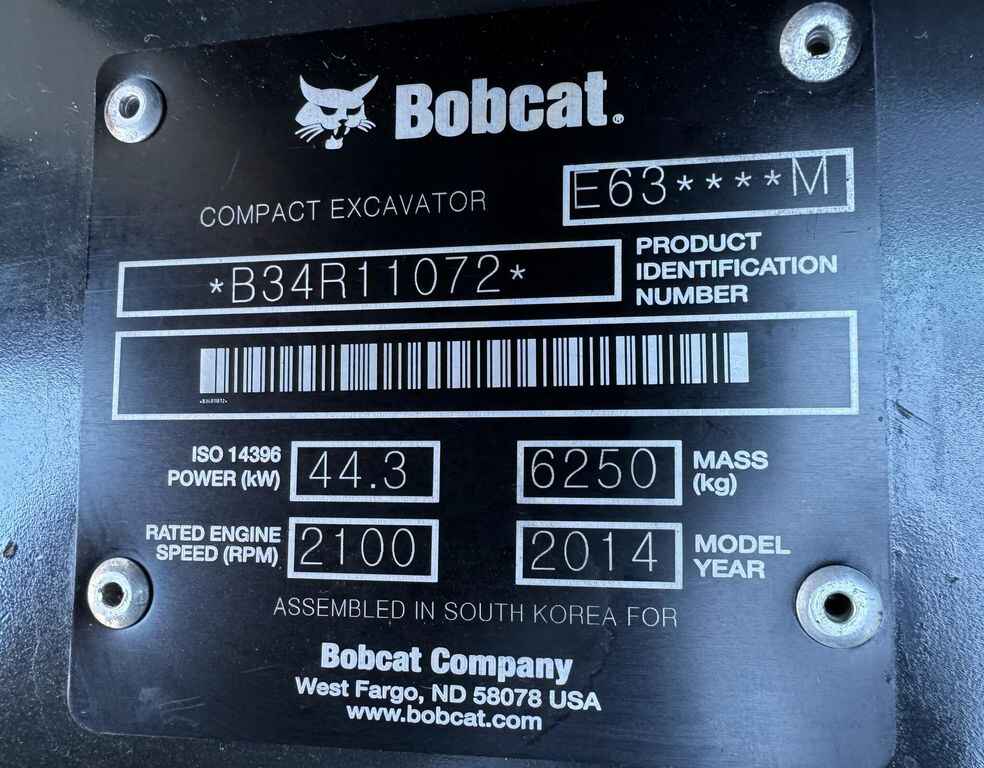 Bobcat®
COMPACT EXCAVATOR
E63****M
*B34R11072*
PRODUCT
IDENTIFICATION
NUMBER
*B34R11072*
ISO 14396
POWER (kW)
44.3
6250
MASS
(kg)
RATED ENGINE
SPEED (RPM)
2100
2014
MODEL
YEAR
ASSEMBLED IN SOUTH KOREA FOR
Bobcat Company
West Fargo, ND 58078 USA
www.bobcat.com